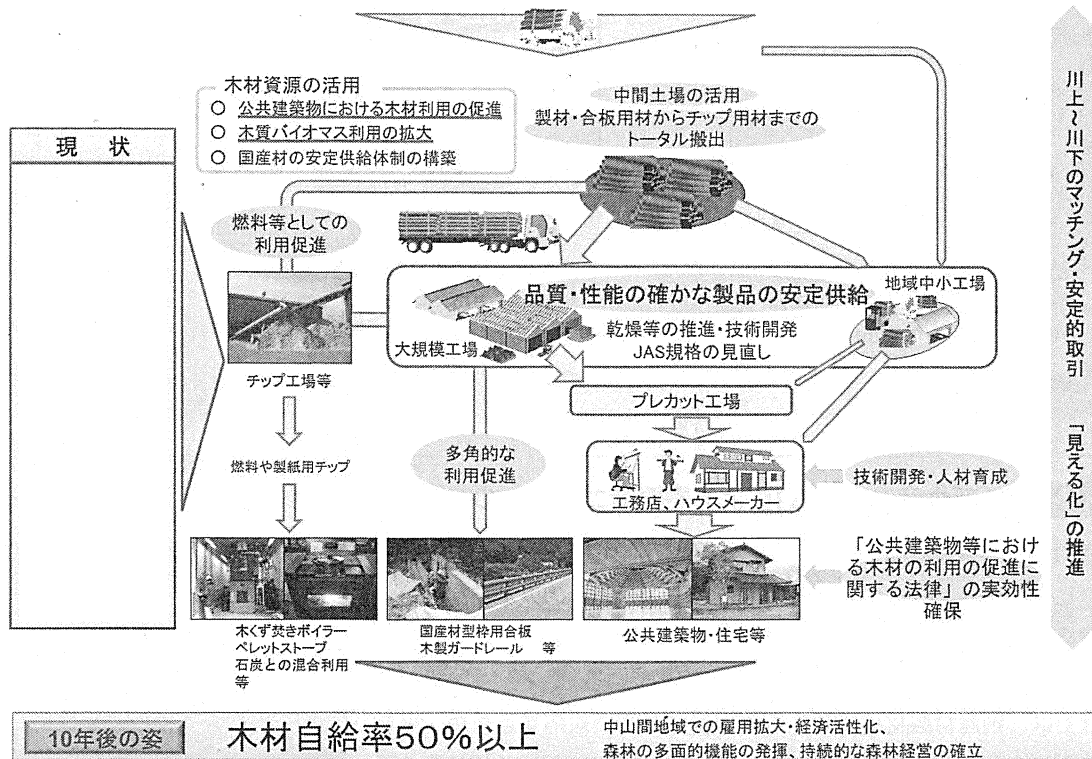 木材資源の活用
○ 公共建築物における木材利用の促進
○ 木質バイオマス利用の拡大
○ 国産材の安定供給体制の構築
中間土場の活用
製材・合板用材からチップ用材までの
トータル搬出
現 状
燃料等としての
利用促進
品質・性能の確かな製品の安定供給
地域中小工場
乾燥等の推進・技術開発
JAS規格の見直し
大規模工場
チップ工場等
プレカット工場
燃料や製紙用チップ
多角的な
利用促進
工務店、ハウスメーカー
技術開発・人材育成
「公共建築物等におけ
る木材の利用の促進に
関する法律」の実効性
確保
木くず焚きボイラー
ペレットストーブ
石炭との混合利用
等
国産材型枠用合板
木製ガードレール 等
公共建築物・住宅等
川上~川下のマッチング・安定的取引 「見える化」の推進
10年後の姿
木材自給率50%以上
中山間地域での雇用拡大・経済活性化、
森林の多面的機能の発揮、持続的な森林経営の確立